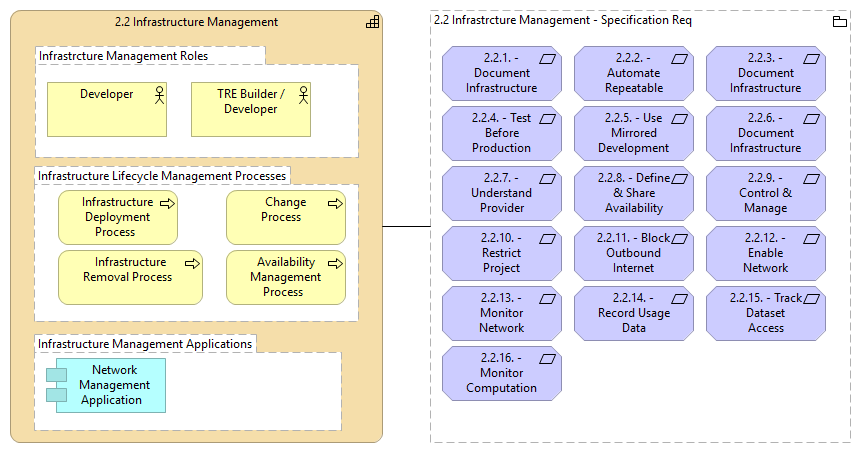 2.2 Infrastructure Management
Infrastrcture Management Roles
Developer
TRE Builder /
Developer
Infrastructure Lifecycle Management Processes
Infrastructure
Deployment
Process
Change
Process
Infrastructure
Removal Process
Availability
Management
Process
Infrastructure Management Applications
Network
Management
Application
2.2 Infrastrcture Management - Specification Req
2.2.1. -
Document
Infrastructure
2.2.2. -
Automate
Repeatable
2.2.3. -
Document
Infrastructure
2.2.4. - Test
Before
Production
2.2.5. - Use
Mirrored
Development
2.2.6. -
Document
Infrastructure
2.2.7. -
Understand
Provider
2.2.8. - Define
& Share
Availability
2.2.9. -
Control &
Manage
2.2.10. -
Restrict
Project
2.2.11. - Block
Outbound
Internet
2.2.12. -
Enable
Network
2.2.13. -
Monitor
Network
2.2.14. -
Record Usage
Data
2.2.15. - Track
Dataset
Access
2.2.16. -
Monitor
Computation